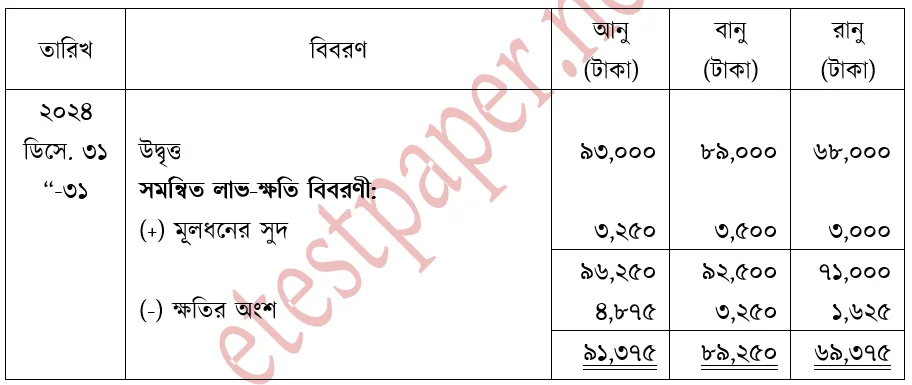 তারিখ বিবরণ আনু (টাকা) বানু (টাকা) রানু (টাকা)
২০২৪
ডিসে. ৩১ উদ্বৃত্ত ৯৩,০০০ ৮৯,০০০ ৬৮,০০০
“-৩১ সমন্বিত লাভ-ক্ষতি বিবরণী:
(+) মূলধনের সুদ ৩,২৫০ ৩,৫০০ ৩,০০০
৯৬,২৫০ ৯২,৫০০ ৭১,০০০
(-) ক্ষতির অংশ ৪,৮৭৫ ৩,২৫০ ১,৬২৫
৯১,৩৭৫ ৮৯,২৫০ ৬৯,৩৭৫
etestpaper.ne